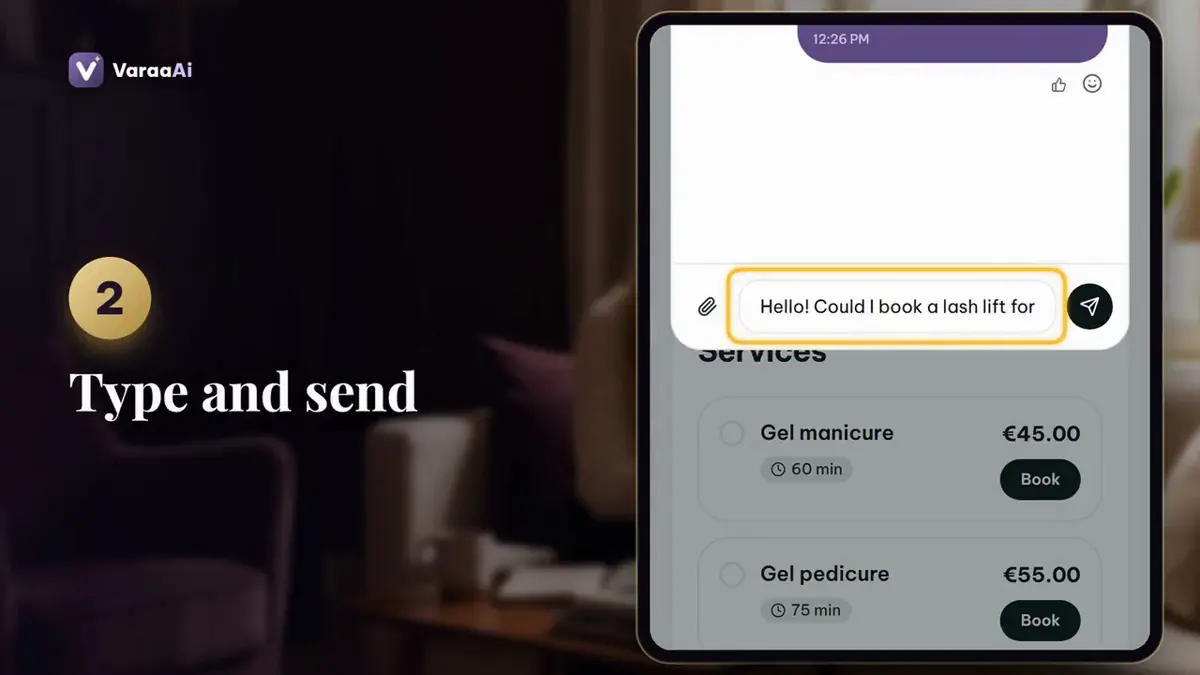 VaraaAi
2
Type and send
12:26 PM
Hello! Could I book a lash lift for
Services
Gel manicure
€45.00
60 min
Book
Gel pedicure
€55.00
75 min
Book